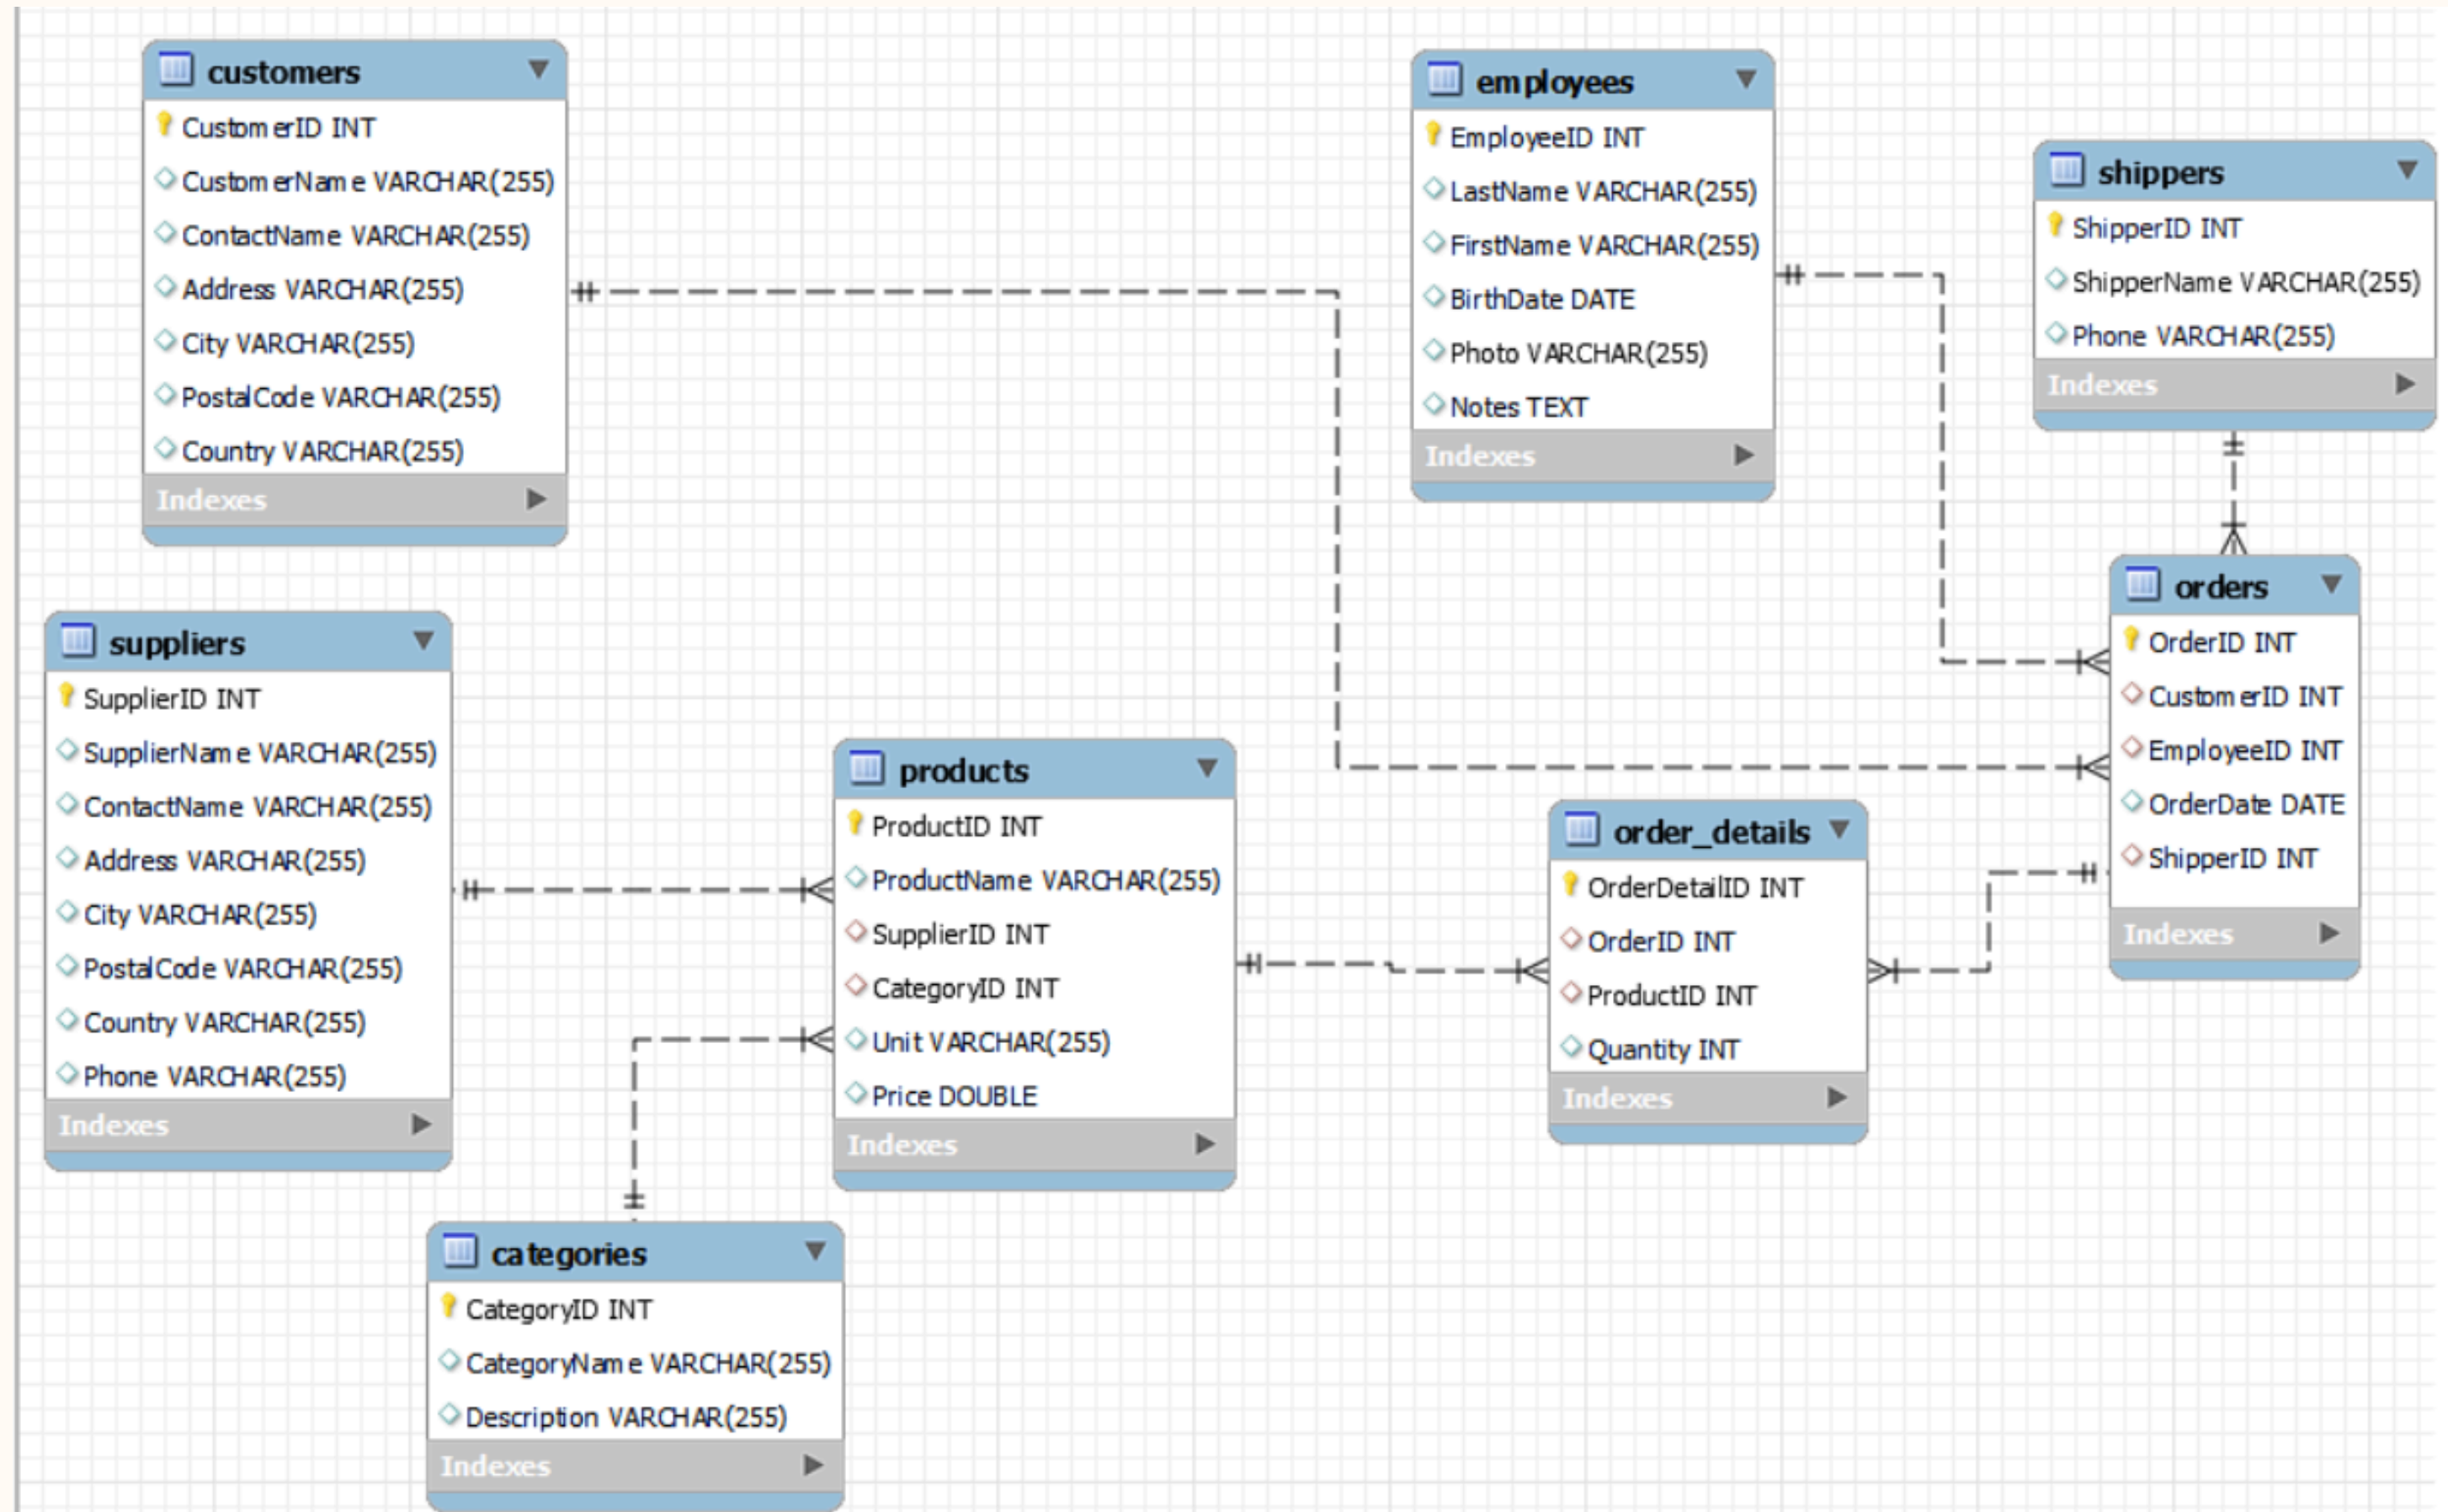 customers
CustomerID INT
CustomerName VARCHAR(255)
ContactName VARCHAR(255)
Address VARCHAR(255)
City VARCHAR(255)
PostalCode VARCHAR(255)
Country VARCHAR(255)
Indexes
employees
EmployeeID INT
LastName VARCHAR(255)
FirstName VARCHAR(255)
BirthDate DATE
Photo VARCHAR(255)
Notes TEXT
Indexes
shippers
ShipperID INT
ShipperName VARCHAR(255)
Phone VARCHAR(255)
Indexes
suppliers
SupplierID INT
SupplierName VARCHAR(255)
ContactName VARCHAR(255)
Address VARCHAR(255)
City VARCHAR(255)
PostalCode VARCHAR(255)
Country VARCHAR(255)
Phone VARCHAR(255)
Indexes
products
ProductID INT
ProductName VARCHAR(255)
SupplierID INT
CategoryID INT
Unit VARCHAR(255)
Price DOUBLE
Indexes
order_details
OrderDetailID INT
OrderID INT
ProductID INT
Quantity INT
Indexes
orders
OrderID INT
CustomerID INT
EmployeeID INT
OrderDate DATE
ShipperID INT
Indexes
categories
CategoryID INT
CategoryName VARCHAR(255)
Description VARCHAR(255)
Indexes